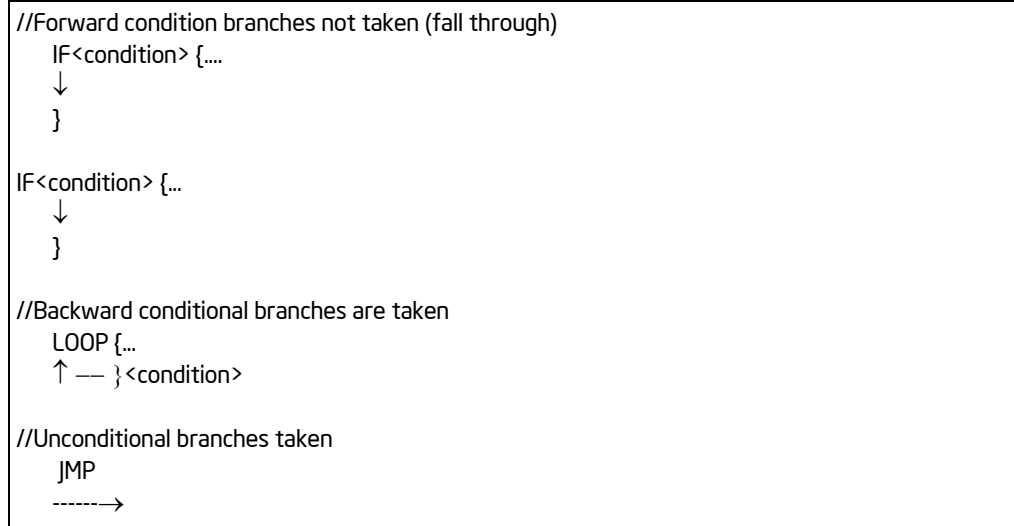 //Forward condition branches not taken (fall through)
IF<condition> {....
↓
}
IF<condition> {...
↓
}
//Backward conditional branches are taken
LOOP {...
↑ −− }<condition>
//Unconditional branches taken
JMP
------→